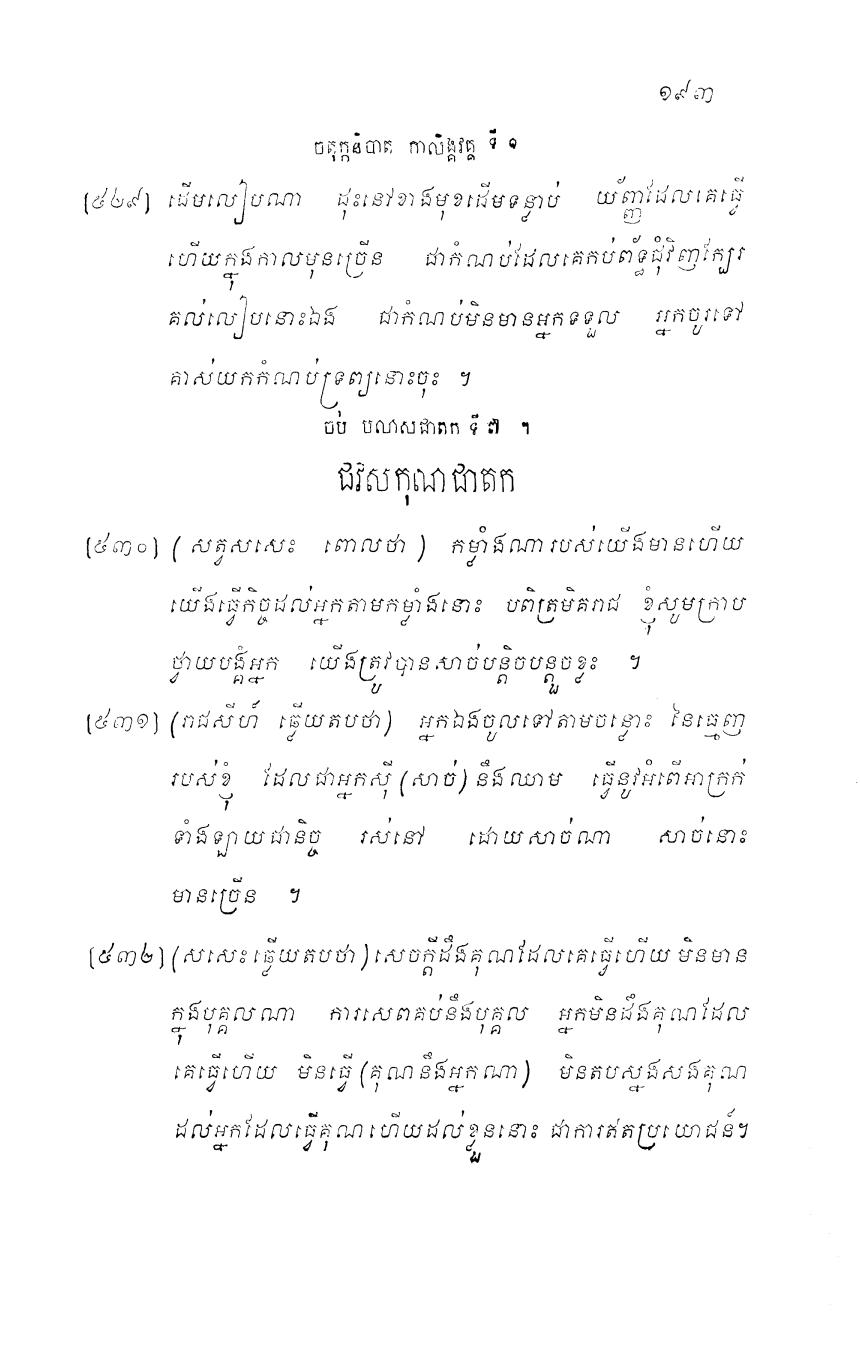 ១៩៣
ចតុក្កនិបាត កាលិង្គវគ្គ ទី ១
[៥២៩] ដើមលៀបណា ដុះនៅខាងមុខដើមទន្លាប់ យ័ញ្ញដែលគេធ្វើ
ហើយក្នុងកាលមុនច្រើន ជាកំណប់ដែលគេកប់ព័ទ្ធជុំវិញក្បែរ
គល់លៀបនោះឯង ជាកំណប់មិនមានអ្នកទទួល អ្នកចូរទៅ
គាស់យកកំណប់ទ្រព្យនោះចុះ ។
ចប់ បលាសជាតក ទី ៧ ។
ជវសកុណជាតក
[៥៣០] (សត្វសសេះ ពោលថា) កម្លាំងណារបស់យើងមានហើយ
យើងធ្វើកិច្ចដល់អ្នកតាមកម្លាំងនោះ បពិត្រមិគរាជ ខ្ញុំសូមក្រាប
ថ្វាយបង្គំអ្នក យើងត្រូវបានសាច់បន្តិចបន្តួចខ្លះ ។
[៥៣១] (រាជសីហ៍ ឆ្លើយតបថា) អ្នកឯងចូលទៅតាមចន្លោះ នៃធ្មេញ
របស់ខ្ញុំ ដែលជាអ្នកស៊ី (សាច់) នឹងឈាម ធ្វើនូវអំពើអាក្រក់
ទាំងឡាយជានិច្ច រស់នៅ ដោយសាច់ណា សាច់នោះ
មានច្រើន ។
[៥៣២] (សសេះឆ្លើយតបថា) សេចក្តីដឹងគុណដែលគេធ្វើហើយ មិនមាន
ក្នុងបុគ្គលណា ការសេពគប់នឹងបុគ្គល អ្នកមិនដឹងគុណដែល
គេធ្វើហើយ មិនធ្វើ (គុណនឹងអ្នកណា) មិនតបស្នងសងគុណ
ដល់អ្នកដែលធ្វើគុណហើយដល់ខ្លួននោះ ជាការឥតប្រយោជន៍។